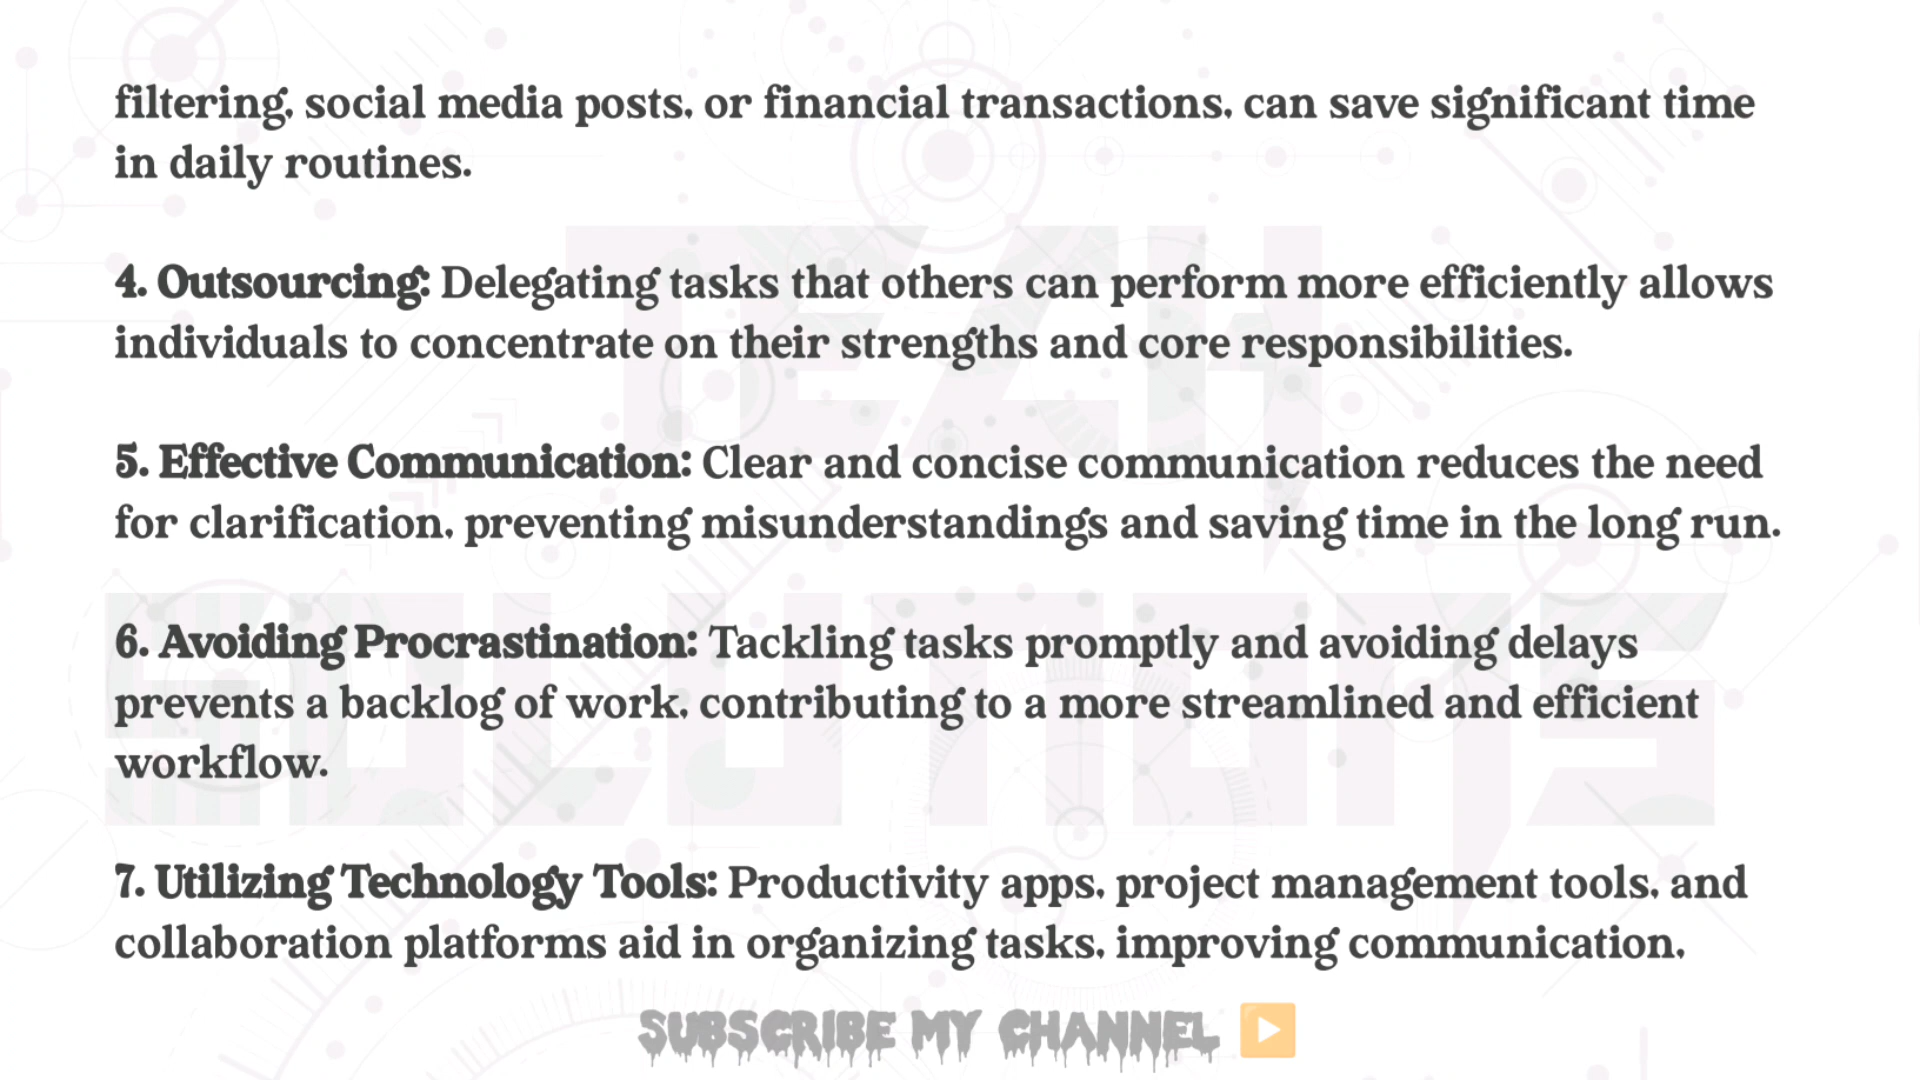 filtering, social media posts, or financial transactions, can save significant time
in daily routines.
4. Outsourcing: Delegating tasks that others can perform more efficiently allows
individuals to concentrate on their strengths and core responsibilities.
5. Effective Communication: Clear and concise communication reduces the need
for clarification, preventing misunderstandings and saving time in the long run.
6. Avoiding Procrastination: Tackling tasks promptly and avoiding delays
prevents a backlog of work, contributing to a more streamlined and efficient
workflow.
7. Utilizing Technology Tools: Productivity apps, project management tools, and
collaboration platforms aid in organizing tasks, improving communication,
SUBSCRIBE MY CHANNEL